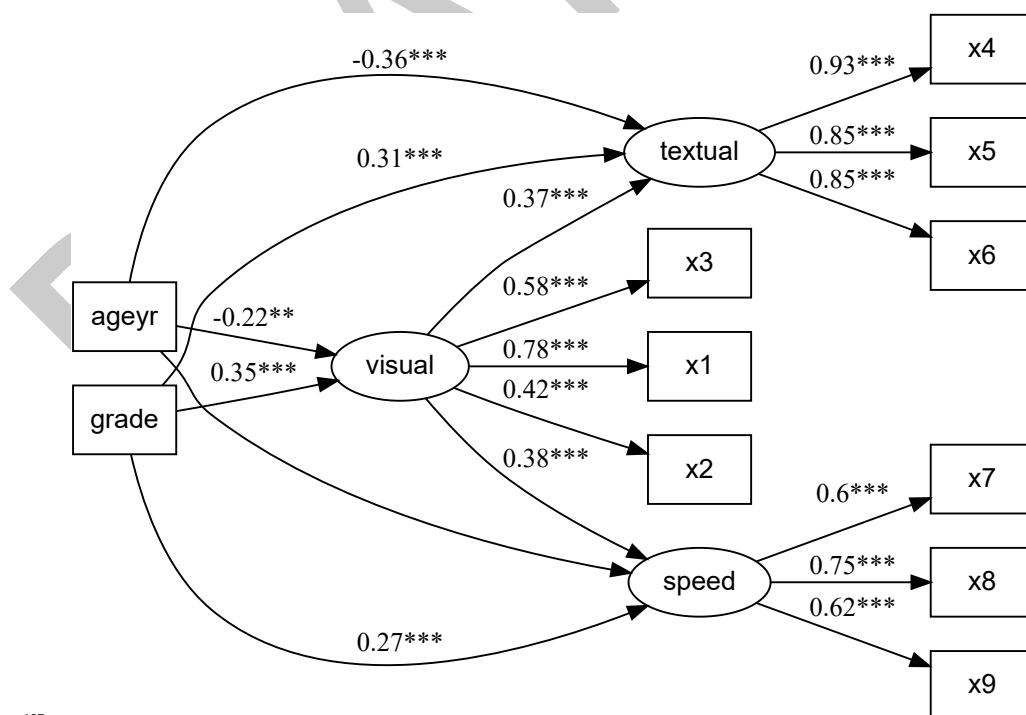 x4
0.93***
-0.36***
textual
0.85***
x5
0.31***
0.85***
0.37***
x6
x3
0.58***
ageyr
-0.22**
visual
0.78***
x1
0.35***
0.42***
grade
x2
0.38***
x7
0.6***
speed
0.75***
x8
0.62***
0.27***
x9